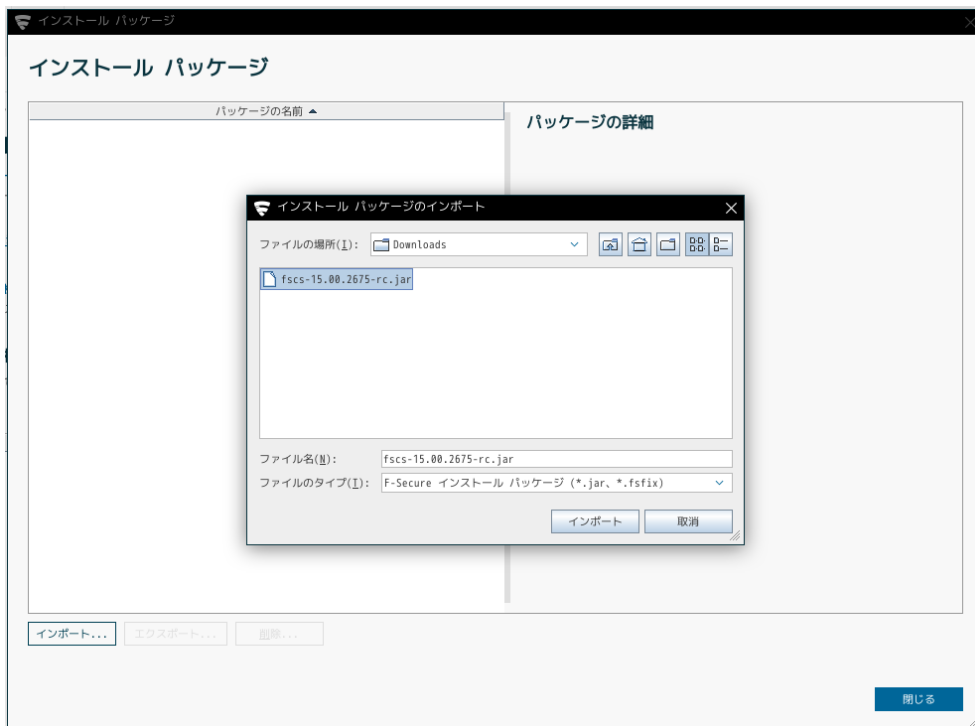 インストール パッケージ
インストール パッケージ
パッケージの名前
パッケージの詳細
インストール パッケージのインポート
ファイルの場所(I):
Downloads
fscs-15.00.2675-rc.jar
ファイル名(N):
fscs-15.00.2675-rc.jar
ファイルのタイプ(T):
F-Secure インストール パッケージ (*.jar、*.fsfix)
インポート
取消
インポート...
エクスポート...
削除...
閉じる